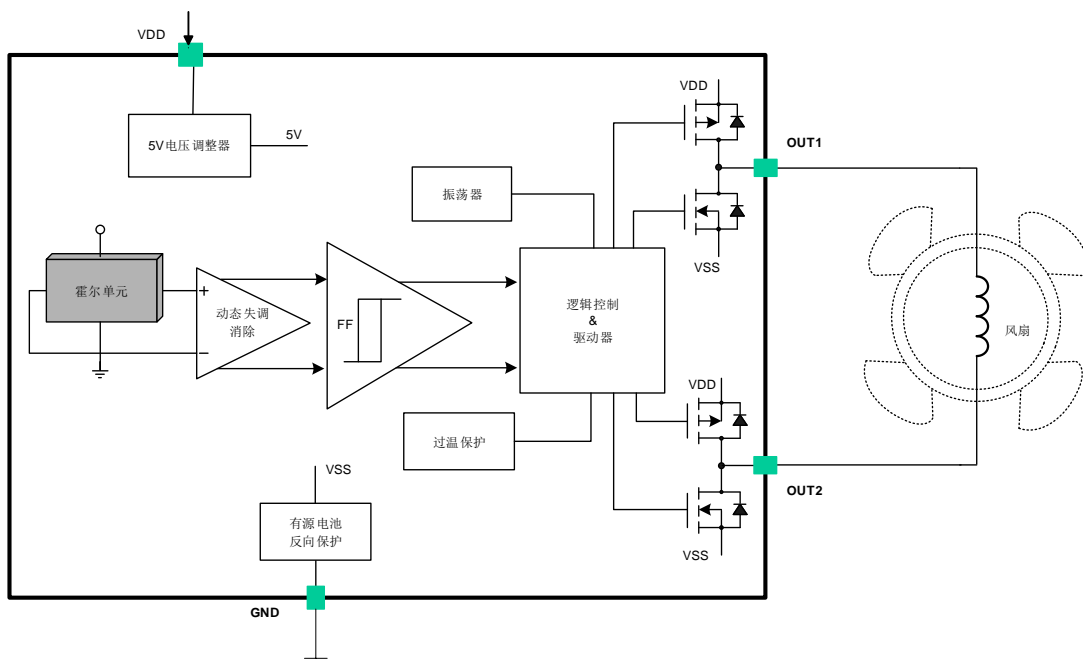 VDD
VDD
5V电压调整器
5V
OUT1
振荡器
VSS
霍尔单元
+
动态失调
消除
−
FF
逻辑控制
&
驱动器
风扇
VDD
过温保护
VSS
OUT2
有源电池
反向保护
VSS
GND